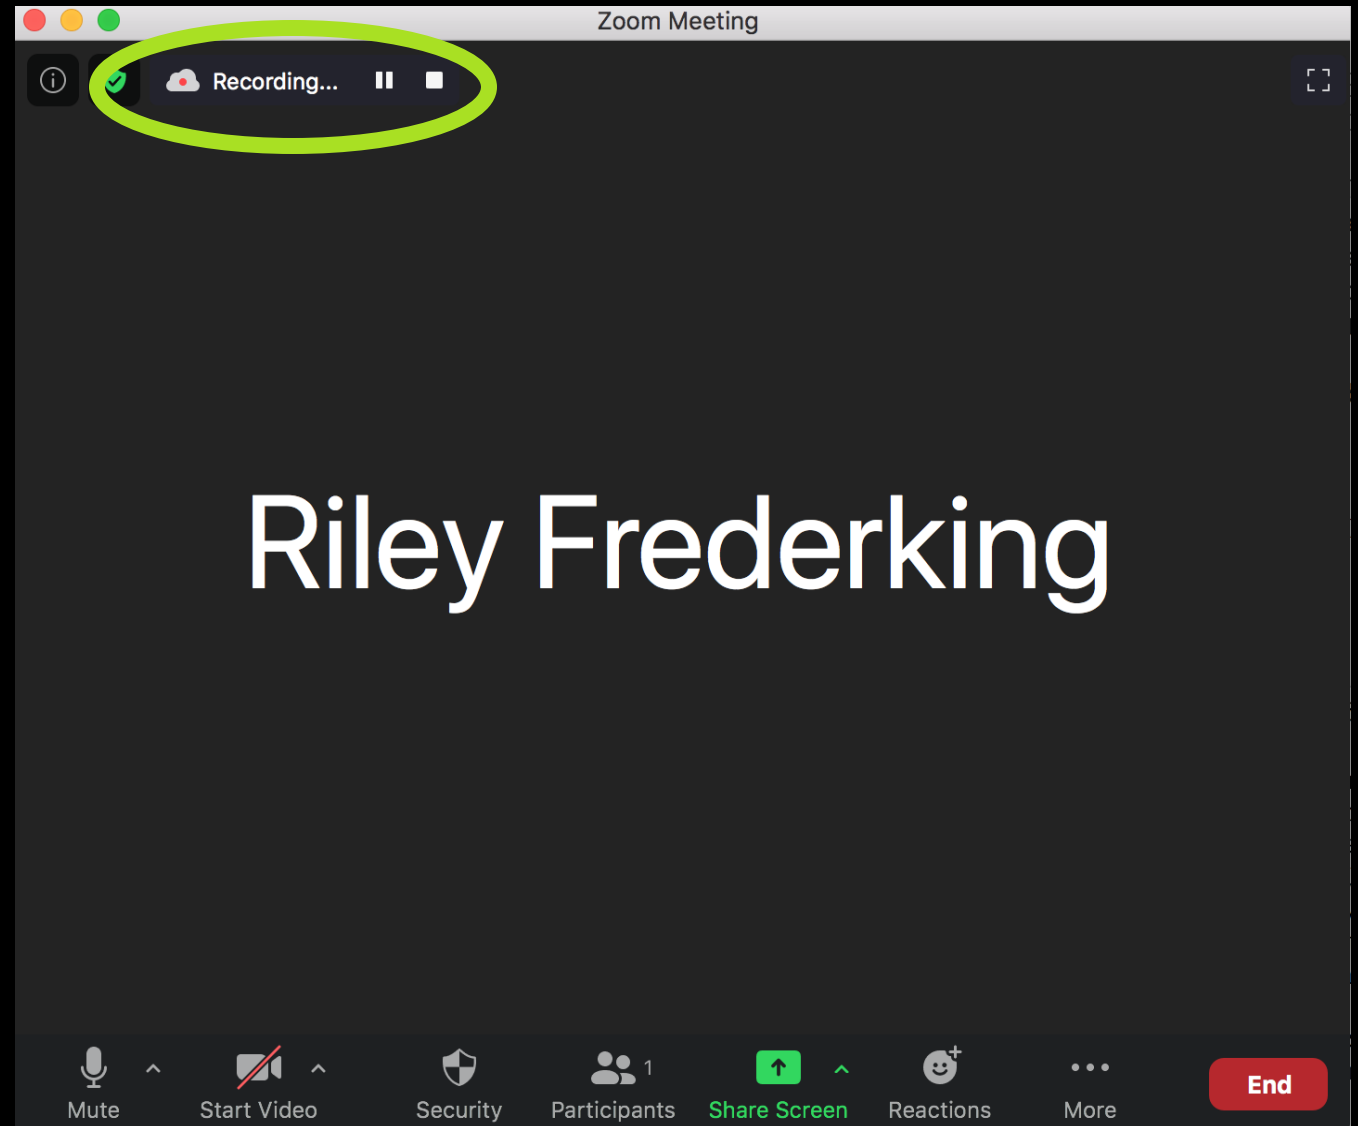 Zoom Meeting
Recording...
Riley Frederking
1
Mute Start Video Security Participants Share Screen Reactions More End